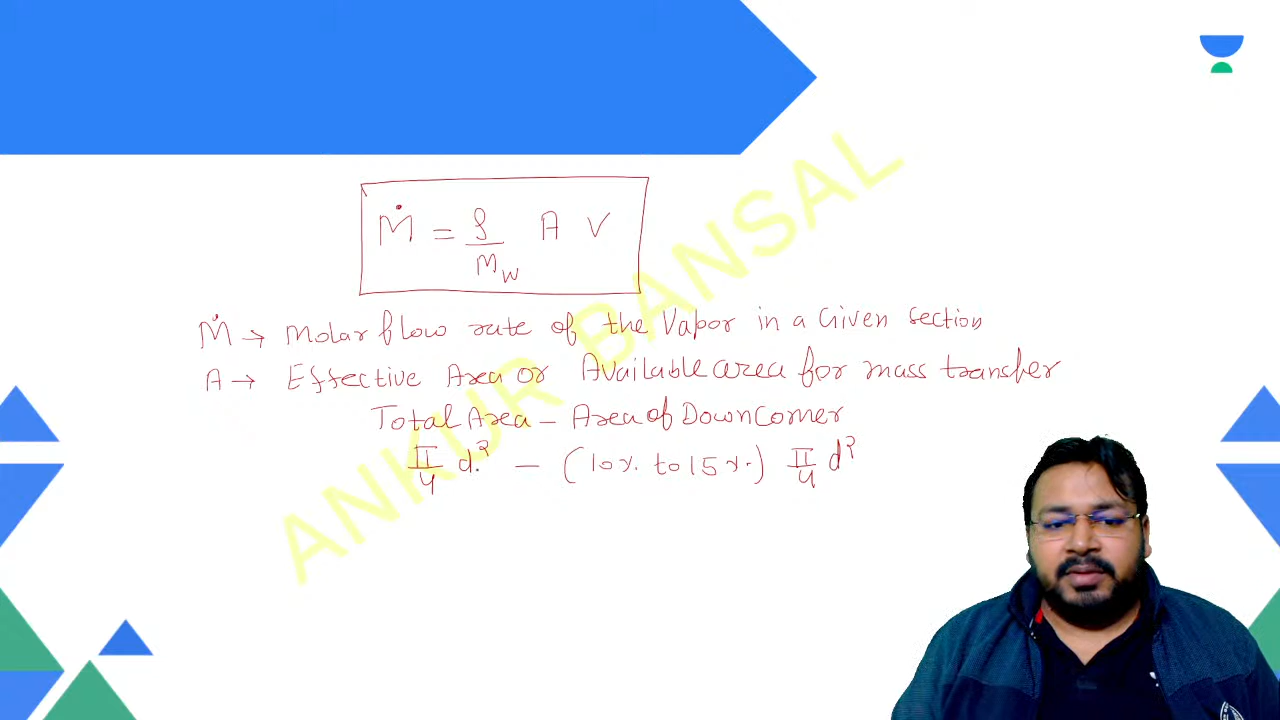 Ṁ = ρ/Mw A V
Ṁ → Molar flow rate of the Vapor in a Given section
A → Effective Area or Available area for mass transfer
Total Area - Area of DownComer
π/4 d² - (10%. to 15%.) π/4 d²
ANKUR BANSAL